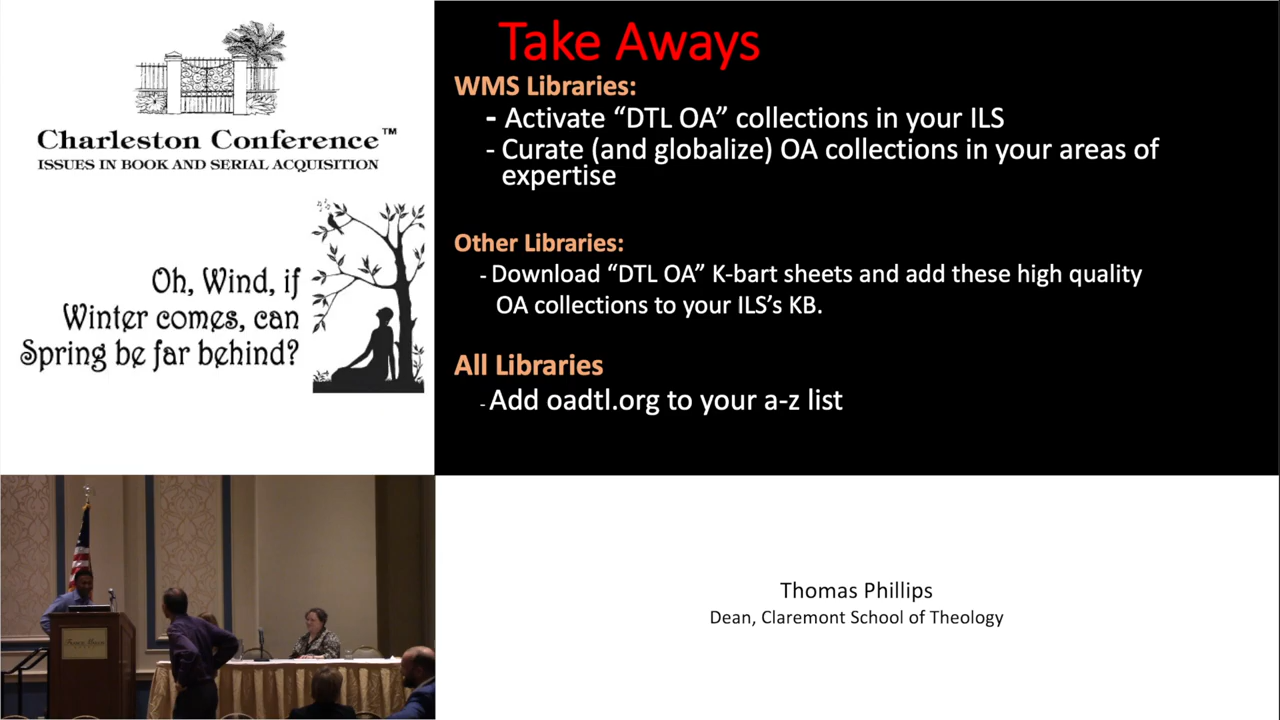 Charleston Conference™
ISSUES IN BOOK AND SERIAL ACQUISITION
Oh, Wind, if
Winter comes, can
Spring be far behind?
Take Aways
WMS Libraries:
- Activate “DTL OA” collections in your ILS
- Curate (and globalize) OA collections in your areas of
expertise
Other Libraries:
- Download “DTL OA” K-bart sheets and add these high quality
OA collections to your ILS’s KB.
All Libraries
- Add oadtl.org to your a-z list
Thomas Phillips
Dean, Claremont School of Theology